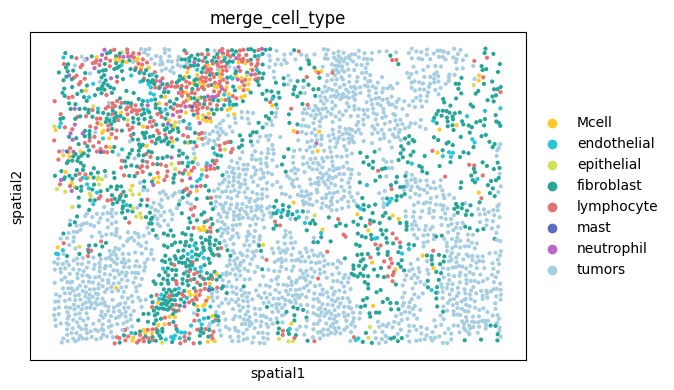 merge_cell_type
spatial2
Mcell
endothelial
epithelial
fibroblast
lymphocyte
mast
neutrophil
tumors
spatial1